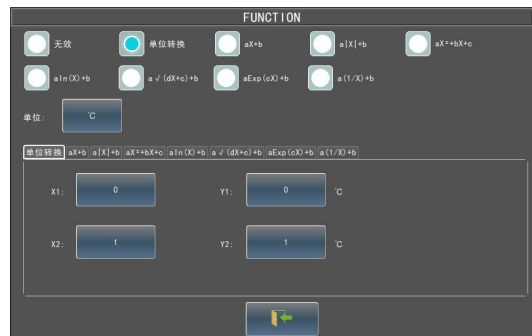 FUNCTION
无效 单位转换 aX+b a|X|+b aX²+bX+c
aln(X)+b a√(dX+c)+b aExp(cX)+b a(1/X)+b
单位: ℃
单位转换 aX+b a|X|+b aX²+bX+c aln(X)+b a√(dX+c)+b aExp(cX)+b a(1/X)+b
X1: 0 Y1: 0 ℃
X2: 1 Y2: 1 ℃